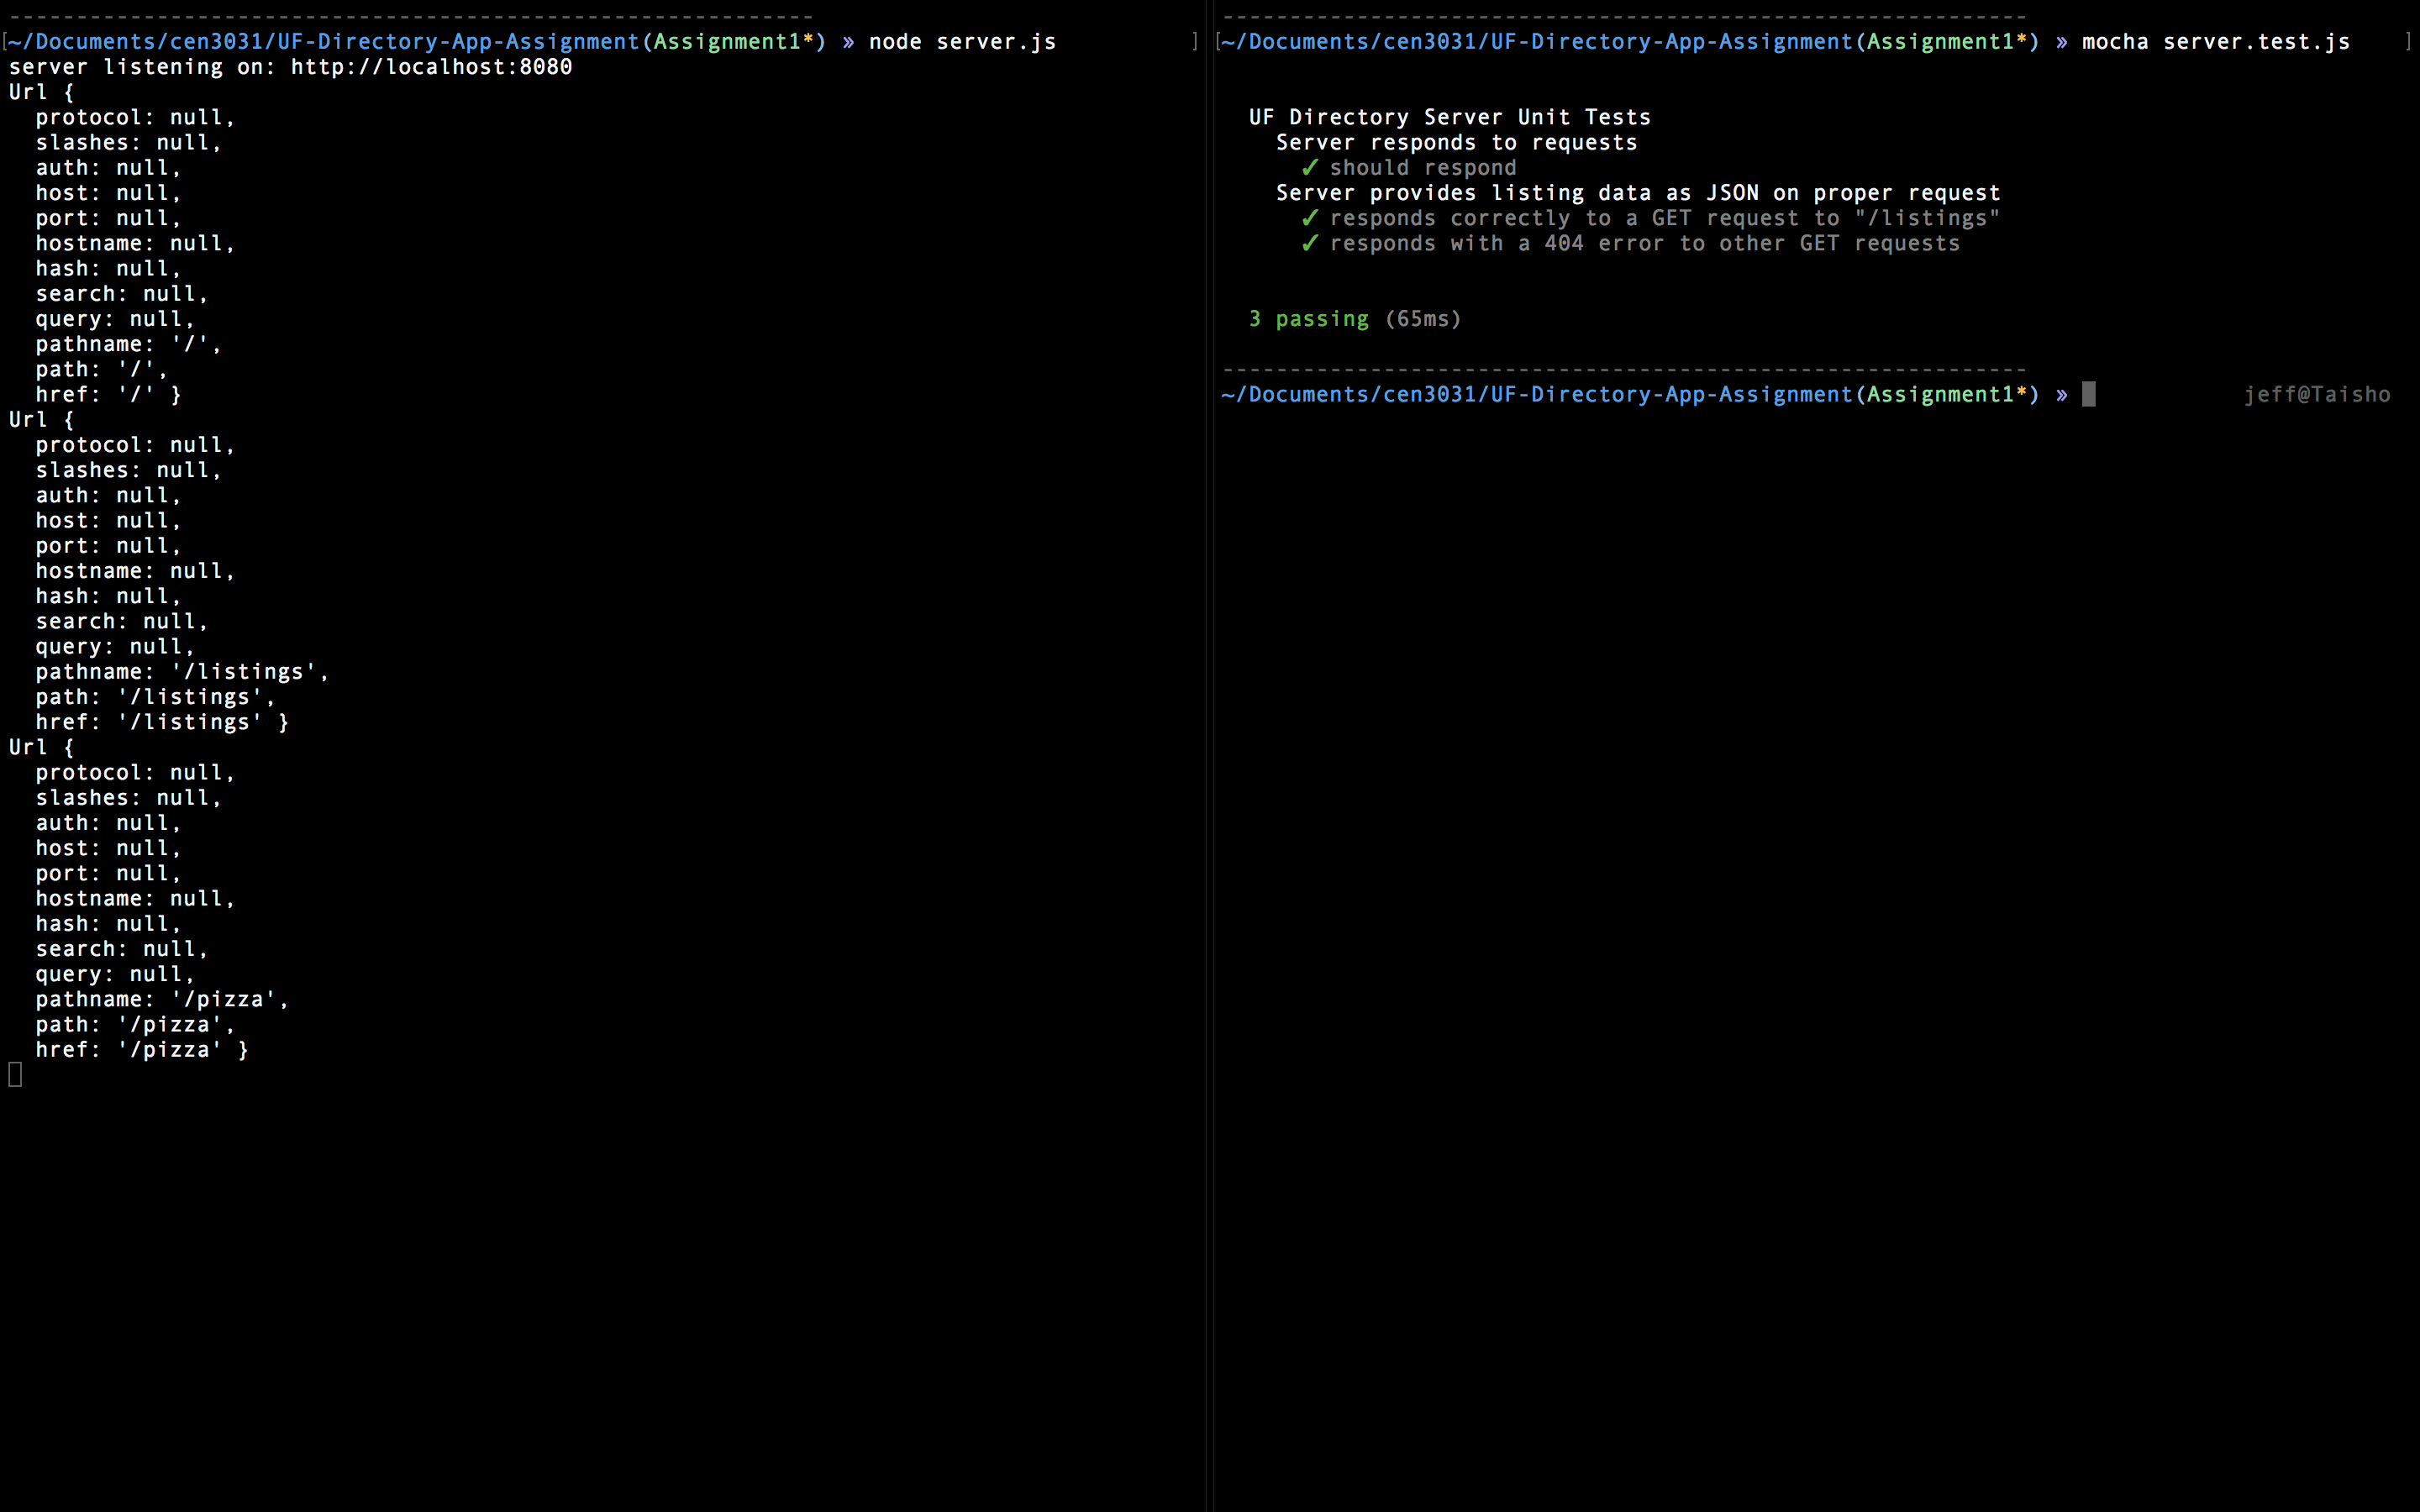 ------------------------------------------------------------
[~/Documents/cen3031/UF-Directory-App-Assignment(Assignment1*) » node server.js ]
server listening on: http://localhost:8080
Url {
  protocol: null,
  slashes: null,
  auth: null,
  host: null,
  port: null,
  hostname: null,
  hash: null,
  search: null,
  query: null,
  pathname: '/',
  path: '/',
  href: '/' }
Url {
  protocol: null,
  slashes: null,
  auth: null,
  host: null,
  port: null,
  hostname: null,
  hash: null,
  search: null,
  query: null,
  pathname: '/listings',
  path: '/listings',
  href: '/listings' }
Url {
  protocol: null,
  slashes: null,
  auth: null,
  host: null,
  port: null,
  hostname: null,
  hash: null,
  search: null,
  query: null,
  pathname: '/pizza',
  path: '/pizza',
  href: '/pizza' }
------------------------------------------------------------
[~/Documents/cen3031/UF-Directory-App-Assignment(Assignment1*) » mocha server.test.js ]
  UF Directory Server Unit Tests
    Server responds to requests
      ✓ should respond
    Server provides listing data as JSON on proper request
      ✓ responds correctly to a GET request to "/listings"
      ✓ responds with a 404 error to other GET requests
  3 passing (65ms)
------------------------------------------------------------
~/Documents/cen3031/UF-Directory-App-Assignment(Assignment1*) » jeff@Taisho